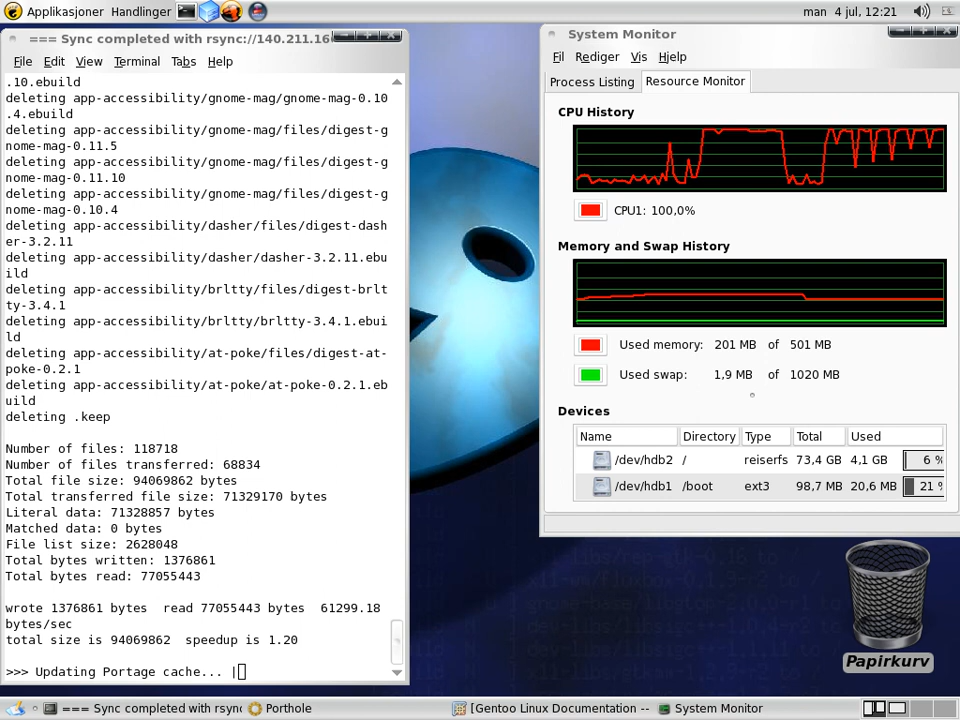 Applikasjoner Handlinger
man 4 jul, 12:21
=== Sync completed with rsync://140.211.16
File Edit View Terminal Tabs Help
.10.ebuild
deleting app-accessibility/gnome-mag/gnome-mag-0.10
.4.ebuild
deleting app-accessibility/gnome-mag/files/digest-g
nome-mag-0.11.5
deleting app-accessibility/gnome-mag/files/digest-g
nome-mag-0.11.10
deleting app-accessibility/gnome-mag/files/digest-g
nome-mag-0.10.4
deleting app-accessibility/dasher/files/digest-dash
er-3.2.11
deleting app-accessibility/dasher/dasher-3.2.11.ebu
ild
deleting app-accessibility/brltty/files/digest-brlt
ty-3.4.1
deleting app-accessibility/brltty/brltty-3.4.1.ebui
ld
deleting app-accessibility/at-poke/files/digest-at-
poke-0.2.1
deleting app-accessibility/at-poke/at-poke-0.2.1.eb
uild
deleting .keep
Number of files: 118718
Number of files transferred: 68834
Total file size: 94069862 bytes
Total transferred file size: 71329170 bytes
Literal data: 71328857 bytes
Matched data: 0 bytes
File list size: 2628048
Total bytes written: 1376861
Total bytes read: 77055443
wrote 1376861 bytes  read 77055443 bytes  61299.18
bytes/sec
total size is 94069862  speedup is 1.20
>>> Updating Portage cache... |
System Monitor
Fil Rediger Vis Hjelp
Process Listing Resource Monitor
CPU History
CPU1: 100,0%
Memory and Swap History
Used memory: 201 MB of 501 MB
Used swap: 1,9 MB of 1020 MB
Devices
Name Directory Type Total Used
/dev/hdb2 / reiserfs 73,4 GB 4,1 GB 6 %
/dev/hdb1 /boot ext3 98,7 MB 20,6 MB 21 %
Papirkurv
=== Sync completed with rsync Porthole [Gentoo Linux Documentation -- System Monitor